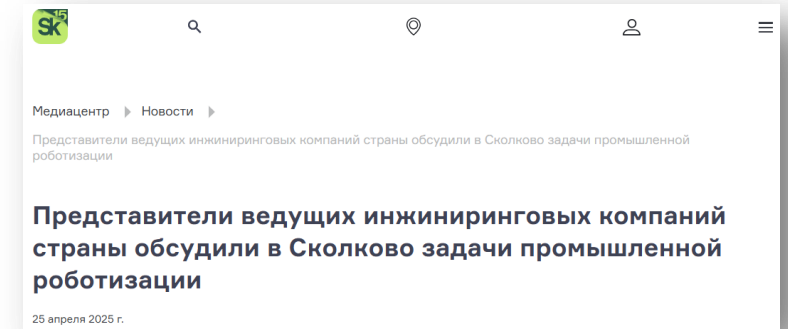 Sk 15
Медиацентр Новости
Представители ведущих инжиниринговых компаний страны обсудили в Сколково задачи промышленной
роботизации
Представители ведущих инжиниринговых компаний
страны обсудили в Сколково задачи промышленной
роботизации
25 апреля 2025 г.